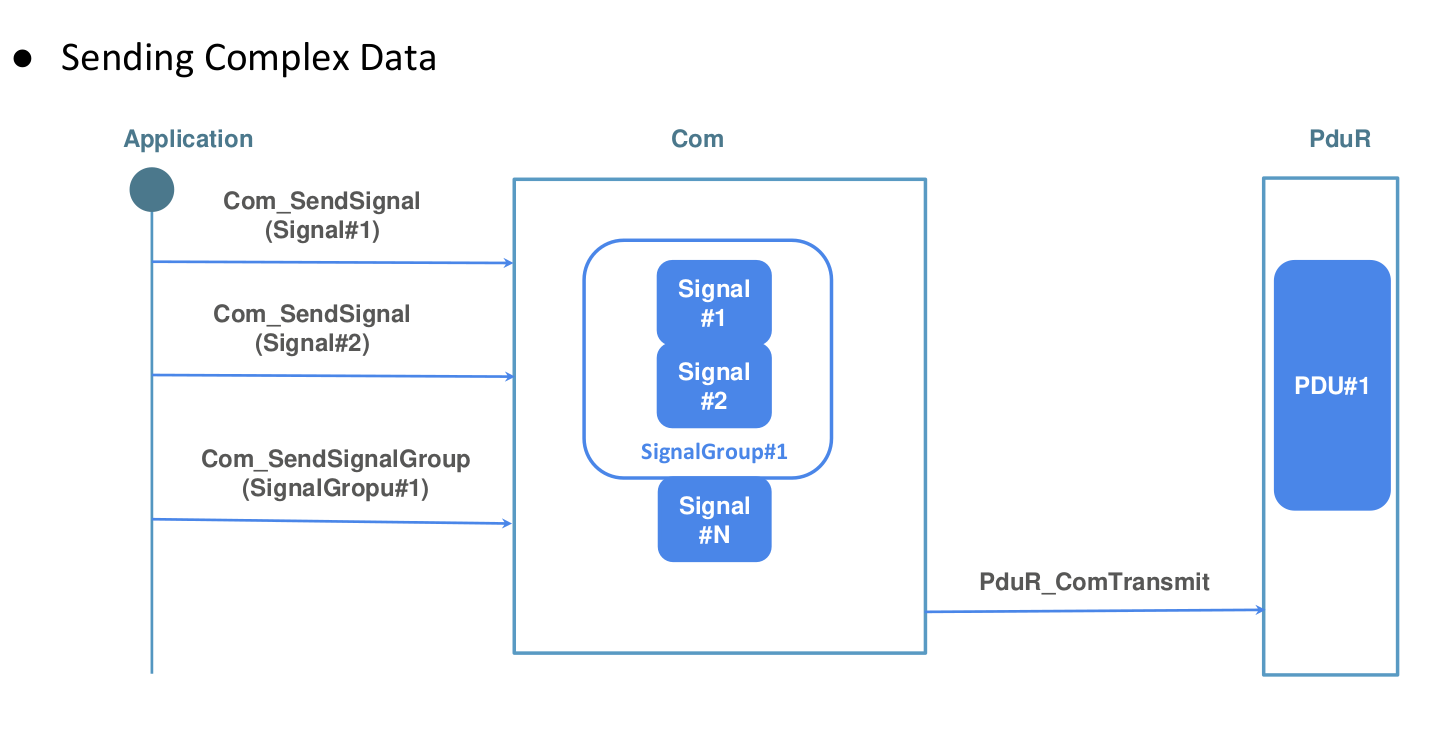 ● Sending Complex Data
Application
Com
PduR
Com_SendSignal
(Signal#1)
Com_SendSignal
(Signal#2)
Com_SendSignalGroup
(SignalGropu#1)
Signal
#1
Signal
#2
SignalGroup#1
Signal
#N
PduR_ComTransmit
PDU#1